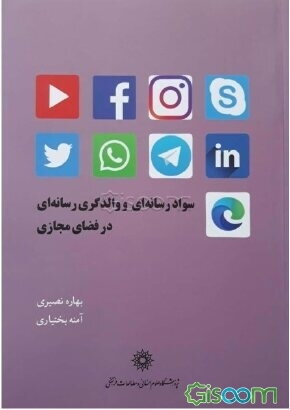 in
سواد رسانه‌ای و والدگری رسانه‌ای
در فضای مجازی
بهاره نصیری
آمنه بختیاری
پژوهشگاه علوم انسانی و مطالعات فرهنگی
Gisoom
.com